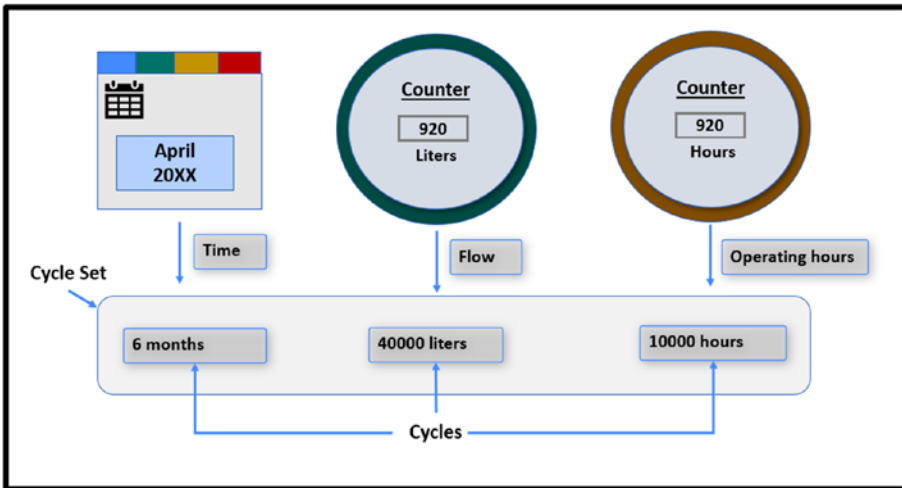 April
20XX
Counter
920
Liters
Counter
920
Hours
Time
Flow
Operating hours
Cycle Set
6 months
40000 liters
10000 hours
Cycles